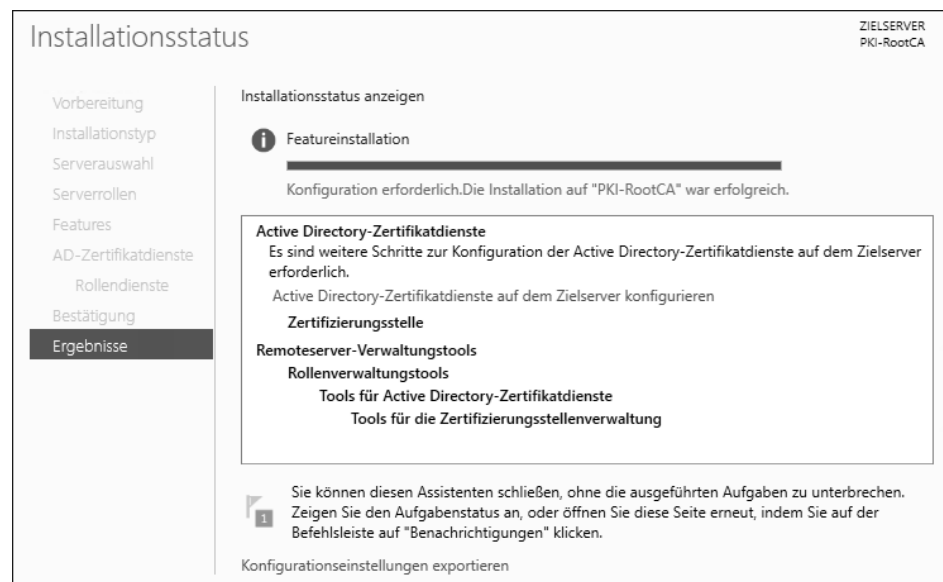 Installationsstatus
ZIELSERVER
PKI-RootCA
Vorbereitung
Installationstyp
Serverauswahl
Serverrollen
Features
AD-Zertifikatdienste
Rollendienste
Bestätigung
Ergebnisse
Installationsstatus anzeigen
Featureinstallation
Konfiguration erforderlich.Die Installation auf "PKI-RootCA" war erfolgreich.
Active Directory-Zertifikatdienste
Es sind weitere Schritte zur Konfiguration der Active Directory-Zertifikatdienste auf dem Zielserver
erforderlich.
Active Directory-Zertifikatdienste auf dem Zielserver konfigurieren
Zertifizierungsstelle
Remoteserver-Verwaltungstools
Rollenverwaltungstools
Tools für Active Directory-Zertifikatdienste
Tools für die Zertifizierungsstellenverwaltung
1
Sie können diesen Assistenten schließen, ohne die ausgeführten Aufgaben zu unterbrechen.
Zeigen Sie den Aufgabenstatus an, oder öffnen Sie diese Seite erneut, indem Sie auf der
Befehlsleiste auf "Benachrichtigungen" klicken.
Konfigurationseinstellungen exportieren